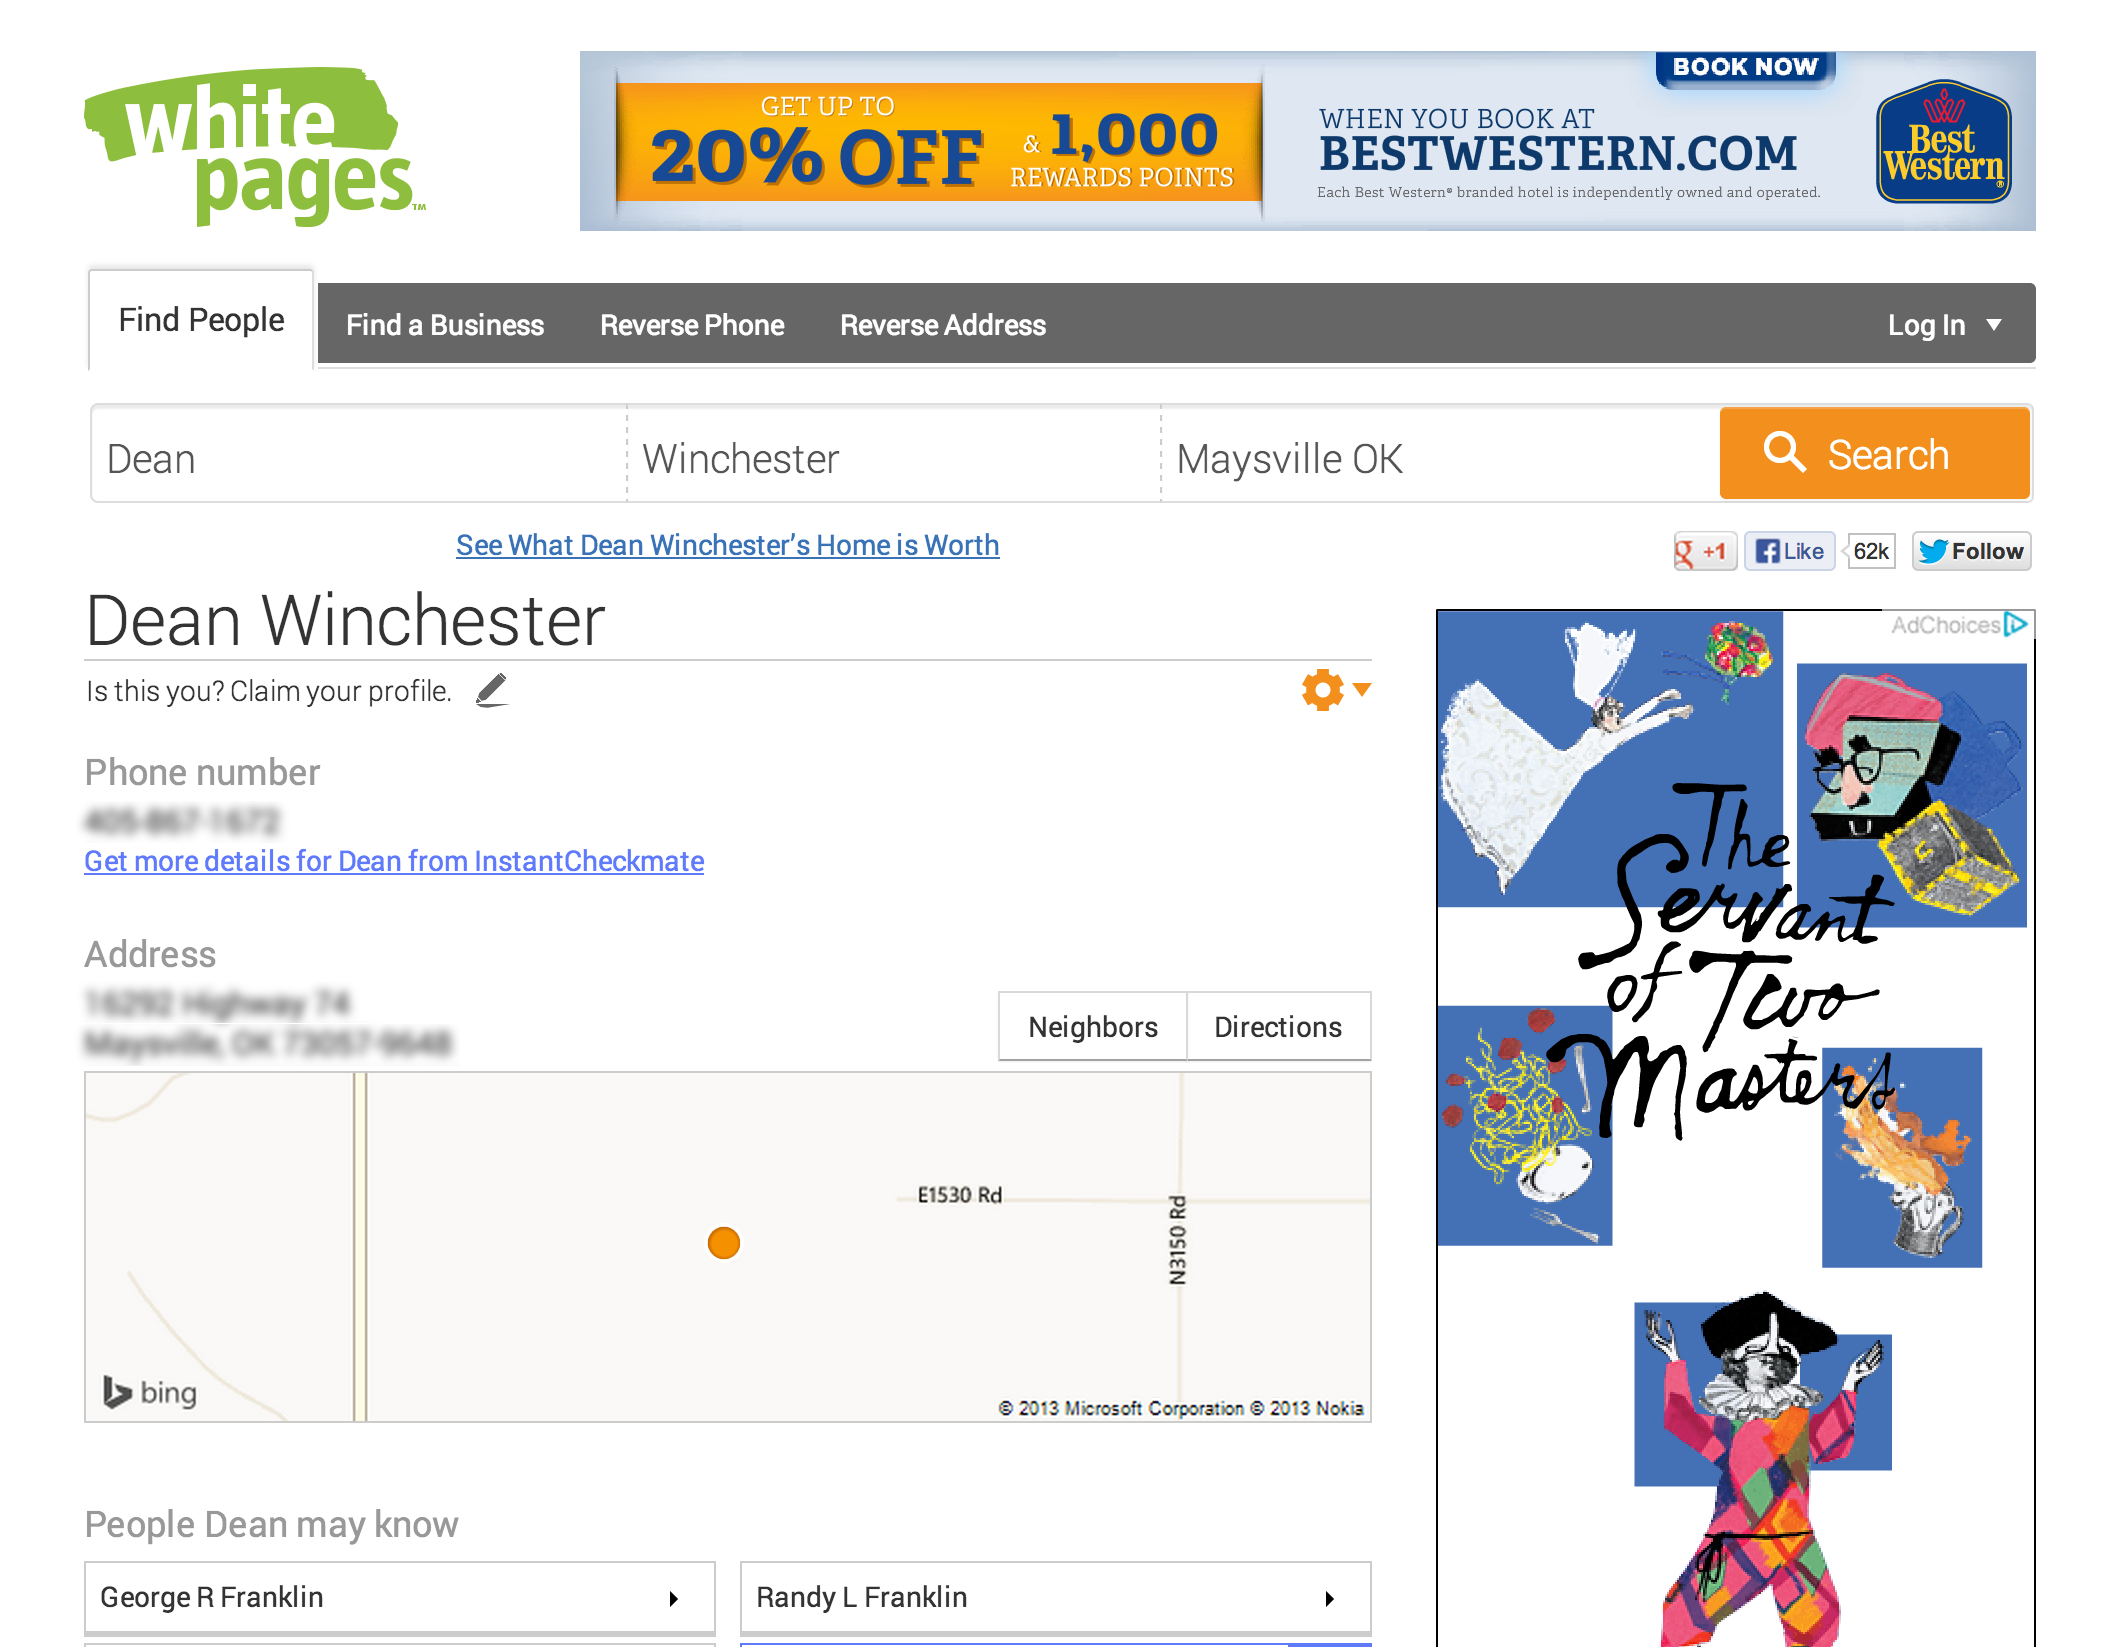 white
pages™
GET UP TO
20% OFF
& 1,000
REWARDS POINTS
BOOK NOW
WHEN YOU BOOK AT
BESTWESTERN.COM
Each Best Western® branded hotel is independently owned and operated.
Best
Western®
Find People
Find a Business
Reverse Phone
Reverse Address
Log In
Dean
Winchester
Maysville OK
Search
See What Dean Winchester's Home is Worth
g +1
Like
62k
Follow
Dean Winchester
Is this you? Claim your profile.
Phone number
Get more details for Dean from InstantCheckmate
Address
Neighbors
Directions
E1530 Rd
N3150 Rd
bing
© 2013 Microsoft Corporation © 2013 Nokia
People Dean may know
George R Franklin
Randy L Franklin
AdChoices
The
Servant
of Two
Masters